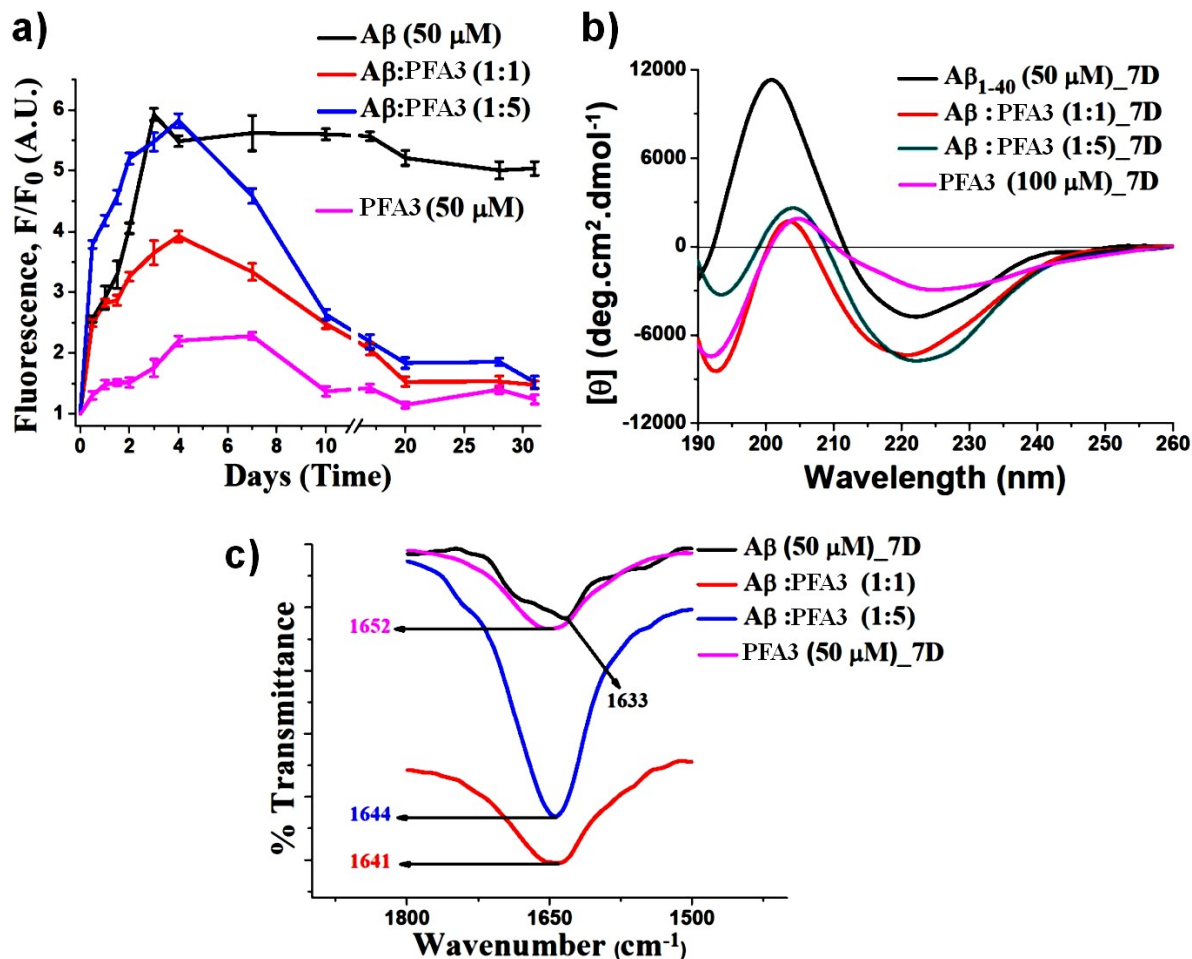 a)
Aβ (50 μM)
Aβ:PFA3 (1:1)
Aβ:PFA3 (1:5)
PFA3 (50 μM)
Fluorescence, F/F0 (A.U.)
6
5
4
3
2
1
0 2 4 6 8 10 20 25 30
Days (Time)
b)
Aβ1-40 (50 μM)_7D
Aβ : PFA3 (1:1)_7D
Aβ : PFA3 (1:5)_7D
PFA3 (100 μM)_7D
[θ] (deg.cm2.dmol-1)
12000
6000
0
-6000
-12000
190 200 210 220 230 240 250 260
Wavelength (nm)
c)
Aβ (50 μM)_7D
Aβ :PFA3 (1:1)
Aβ :PFA3 (1:5)
PFA3 (50 μM)_7D
% Transmittance
1652
1633
1644
1641
1800 1650 1500
Wavenumber (cm-1)